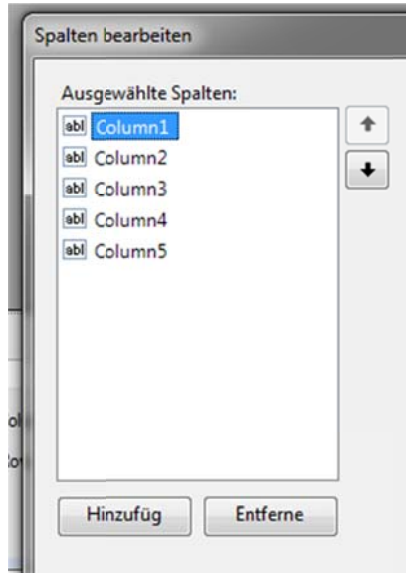 Spalten bearbeiten
Ausgewählte Spalten:
abl Column1
abl Column2
abl Column3
abl Column4
abl Column5
Hinzufüg Entferne